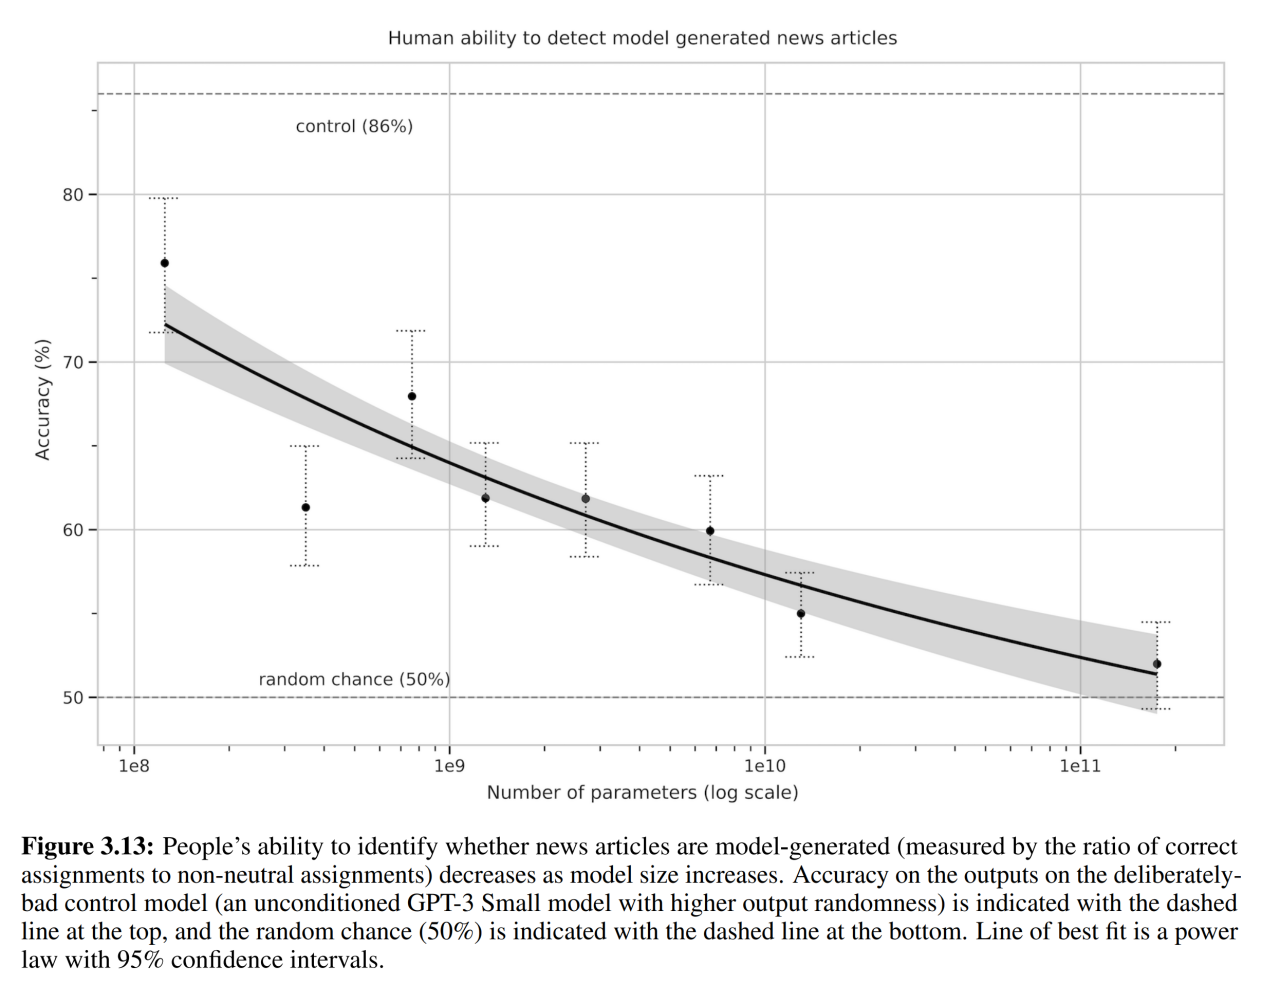 Human ability to detect model generated news articles
control (86%)
80
70
Accuracy (%)
60
random chance (50%)
50
1e8 1e9 1e10 1e11
Number of parameters (log scale)
Figure 3.13: People’s ability to identify whether news articles are model-generated (measured by the ratio of correct
assignments to non-neutral assignments) decreases as model size increases. Accuracy on the outputs on the deliberately-
bad control model (an unconditioned GPT-3 Small model with higher output randomness) is indicated with the dashed
line at the top, and the random chance (50%) is indicated with the dashed line at the bottom. Line of best fit is a power
law with 95% confidence intervals.